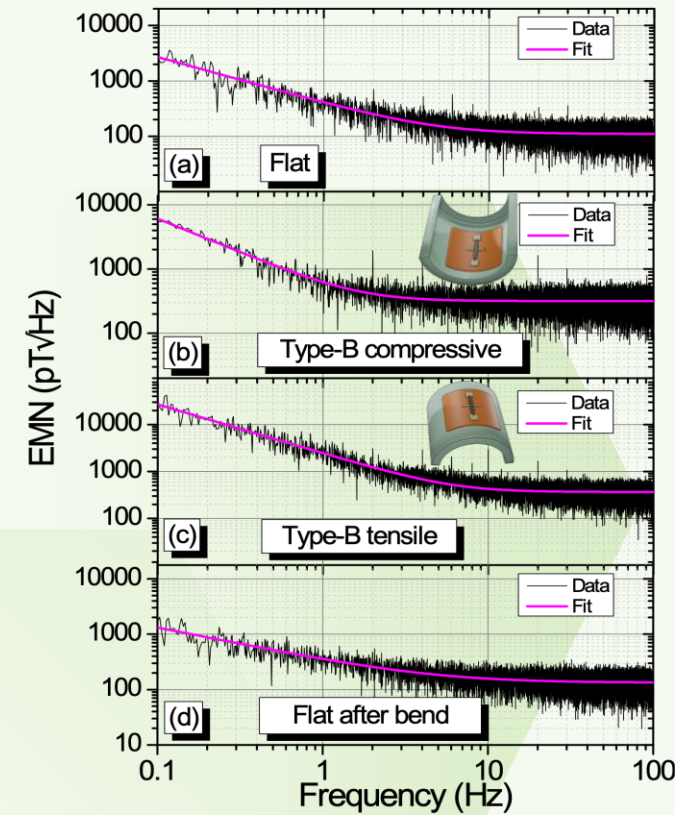 10000
1000
100
Data
Fit
(a)
Flat
10000
1000
100
Data
Fit
(b)
Type-B compressive
EMN (pT√Hz)
10000
1000
100
Data
Fit
(c)
Type-B tensile
10000
1000
100
10
Data
Fit
(d)
Flat after bend
0.1 1 10 100
Frequency (Hz)